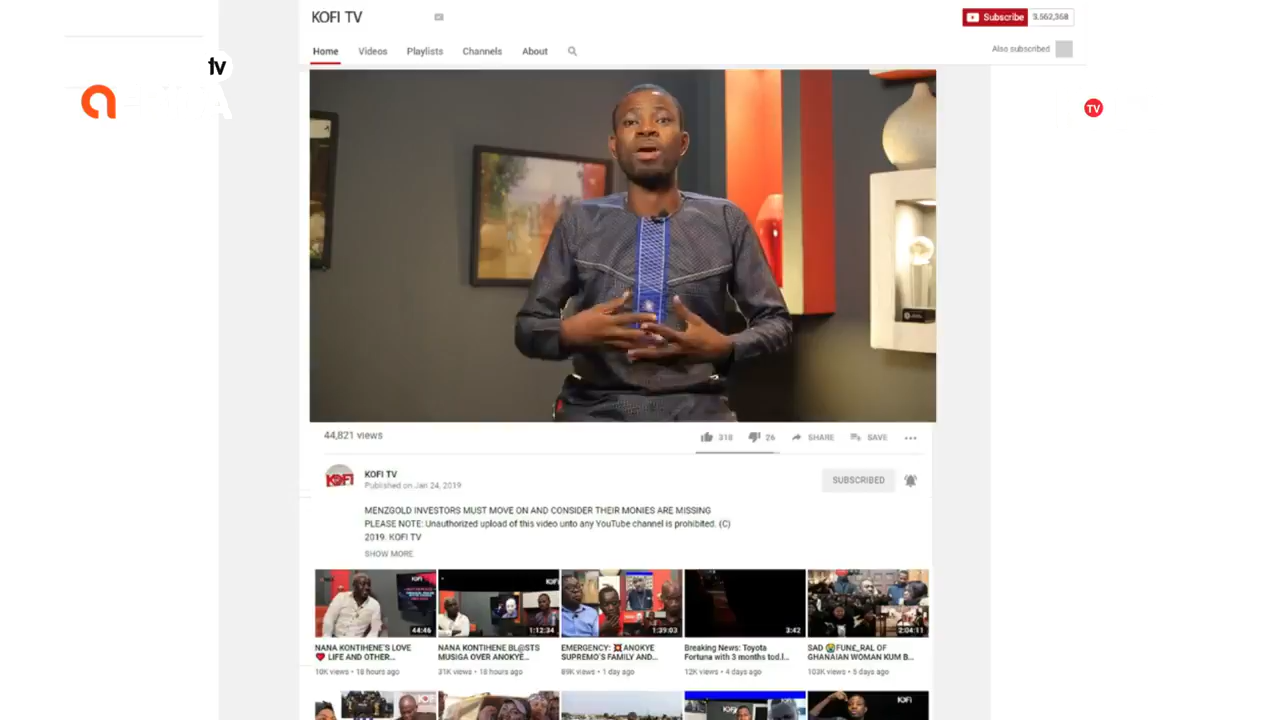 KOFI TV
Subscribe 3,562,358
Home Videos Playlists Channels About
Also subscribed
tv
TV
44,821 views
318 26 SHARE SAVE
KOFI
KOFI TV
Published on Jan 24, 2019
SUBSCRIBED
MENZGOLD INVESTORS MUST MOVE ON AND CONSIDER THEIR MONIES ARE MISSING
PLEASE NOTE: Unauthorized upload of this video unto any YouTube channel is prohibited. (C)
2019. KOFI TV
SHOW MORE
44:46
1:12:34
1:39:03
3:42
2:04:11
NANA KONTIHENE'S LOVE
❤️ LIFE AND OTHER...
10K views • 18 hours ago
NANA KONTIHENE BL@STS
MUSIGA OVER ANOKYE...
31K views • 18 hours ago
EMERGENCY: 💥ANOKYE
SUPREMO'S FAMILY AND...
89K views • 1 day ago
Breaking News: Toyota
Fortuna with 3 months tod.l...
12K views • 4 days ago
SAD 😭FUN£_RAL OF
GHANAIAN WOMAN KUM B...
103K views • 5 days ago
KOFI
KOFI